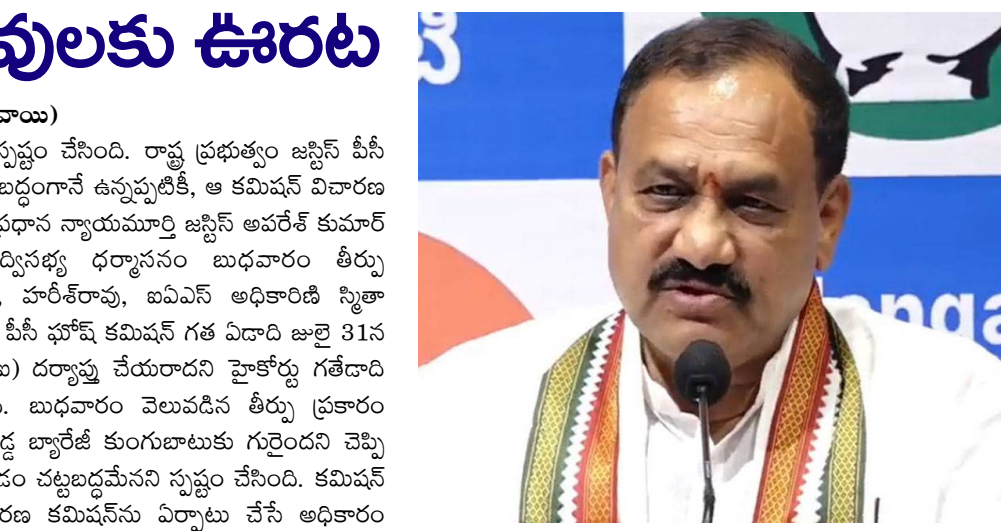 వులకు ఊరట
వాయి)
స్పష్టం చేసింది. రాష్ట్ర ప్రభుత్వం జస్టిస్ పీసీ
బద్ధంగానే ఉన్నప్పటికీ, ఆ కమిషన్ విచారణ
ప్రధాన న్యాయమూర్తి జస్టిస్ అపరేశ్ కుమార్
ద్విసభ్య ధర్మాసనం బుధవారం తీర్పు
, హరీశ్‌రావు, ఐఏఎస్ అధికారిణి స్మితా
పీసీ ఘోష్ కమిషన్ గత ఏడాది జులై 31న
ఐ) దర్యాప్తు చేయరాదని హైకోర్టు గతేడాది
. బుధవారం వెలువడిన తీర్పు ప్రకారం
డ్డ బ్యారేజీ కుంగుబాటుకు గురైందని చెప్పి
డం చట్టబద్ధమేనని స్పష్టం చేసింది. కమిషన్
రణ కమిషన్‌ను ఏర్పాటు చేసే అధికారం